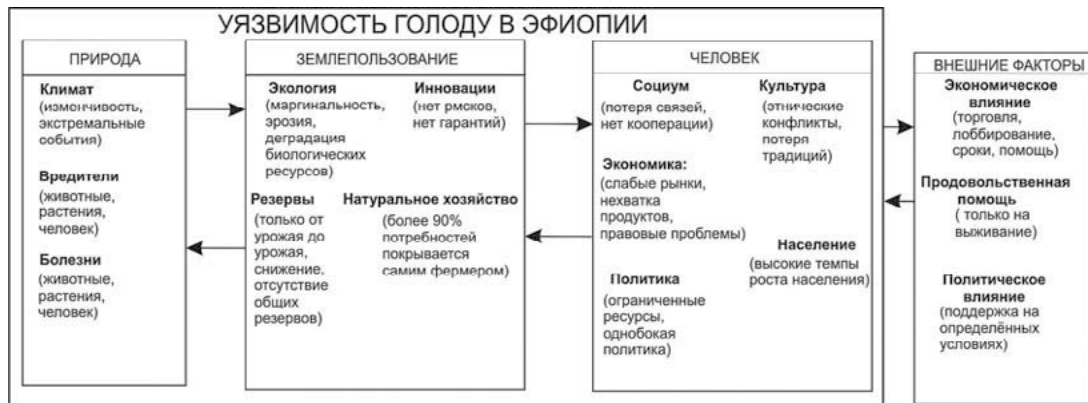 УЯЗВИМОСТЬ ГОЛОДУ В ЭФИОПИИ
ПРИРОДА
Климат
(изменчивость,
экстремальные
события)
Вредители
(животные,
растения,
человек)
Болезни
(животные,
растения,
человек)
ЗЕМЛЕПОЛЬЗОВАНИЕ
Экология
(маргинальность,
эрозия,
деградация
биологических
ресурсов)
Инновации
(нет рмсков,
нет гарантий)
Резервы
(только от
урожая до
урожая,
снижение,
отсутствие
общих
резервов)
Натуральное хозяйство
(более 90%
потребностей
покрывается
самим фермером)
ЧЕЛОВЕК
Социум
(потеря связей,
нет кооперации)
Культура
(этнические
конфликты,
потеря
традиций)
Экономика:
(слабые рынки,
нехватка
продуктов,
правовые проблемы)
Население
(высокие темпы
роста населения)
Политика
(ограниченные
ресурсы,
однобокая
политика)
ВНЕШНИЕ ФАКТОРЫ
Экономическое
влияние
(торговля,
лоббирование,
сроки, помощь)
Продовольственная
помощь
( только на
выживание)
Политическое
влияние
(поддержка на
определённых
условиях)